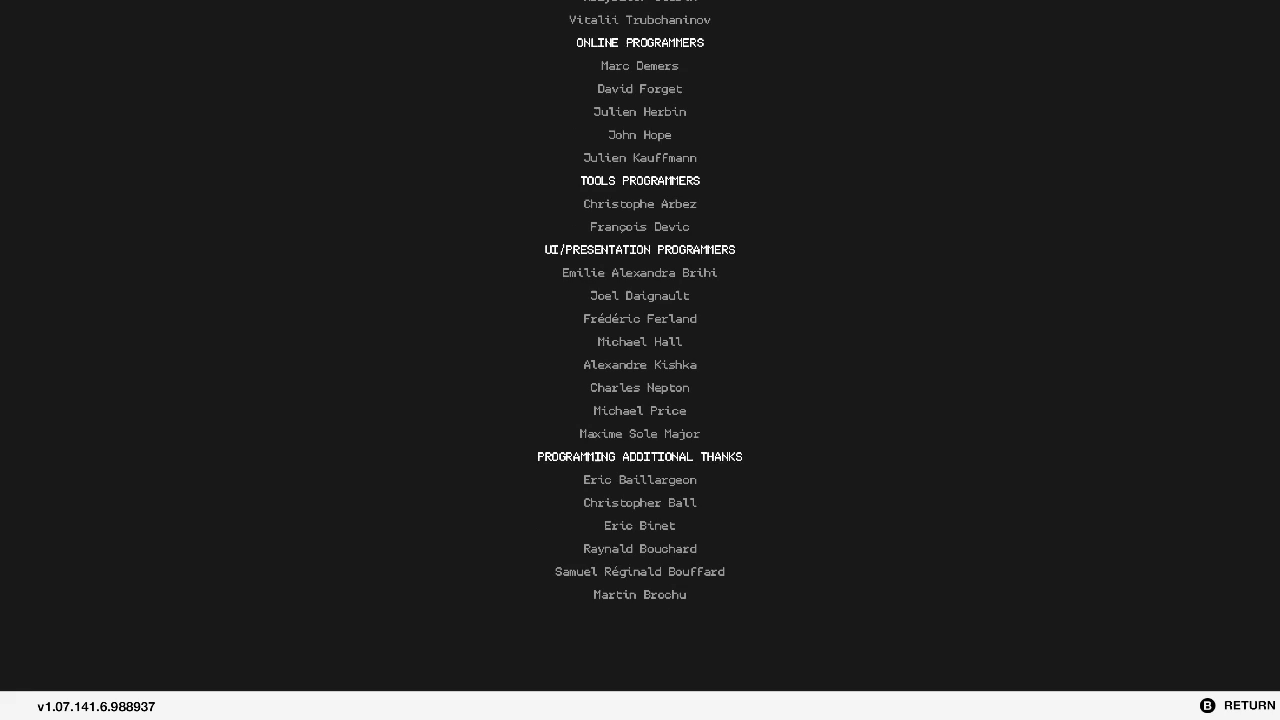 Vitalii Trubchaninov
ONLINE PROGRAMMERS
Marc Demers
David Forget
Julien Herbin
John Hope
Julien Kauffmann
TOOLS PROGRAMMERS
Christophe Arbez
François Devic
UI/PRESENTATION PROGRAMMERS
Emilie Alexandra Brihi
Joel Daignault
Frédéric Ferland
Michael Hall
Alexandre Kishka
Charles Nepton
Michael Price
Maxime Sole Major
PROGRAMMING ADDITIONAL THANKS
Eric Baillargeon
Christopher Ball
Eric Binet
Raynald Bouchard
Samuel Réginald Bouffard
Martin Brochu
v1.07.141.6.988937
B RETURN